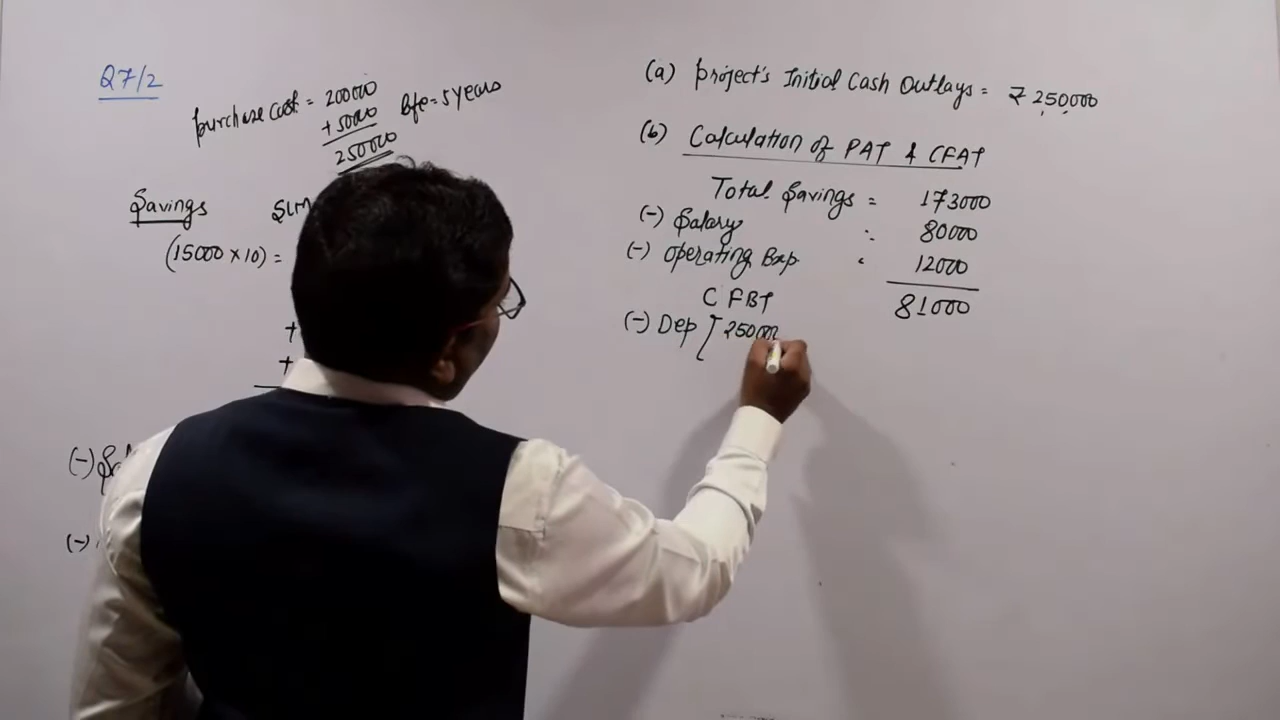 Q7/2
purchase cost = 200000
+ 50000
250000
life = 5 years
Savings SLM
(15000 × 10) =
+
+
(-)
(-)
(a) project's Initial Cash Outlays = ₹ 250000
(b) Calculation of PAT & CFAT
Total Savings = 173000
(-) Salary : 80000
(-) Operating Exp : 12000
CFBT 81000
(-) Dep [ 250000